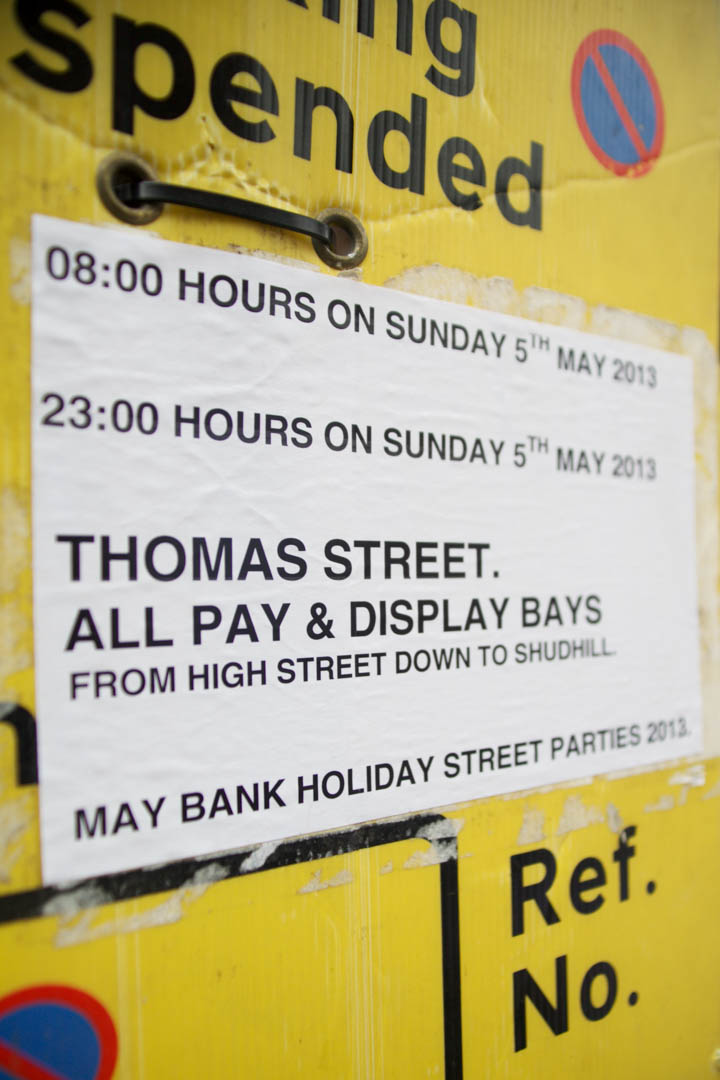 spended
08:00 HOURS ON SUNDAY 5TH MAY 2013
23:00 HOURS ON SUNDAY 5TH MAY 2013
THOMAS STREET.
ALL PAY & DISPLAY BAYS
FROM HIGH STREET DOWN TO SHUDHILL.
MAY BANK HOLIDAY STREET PARTIES 2013.
Ref.
No.